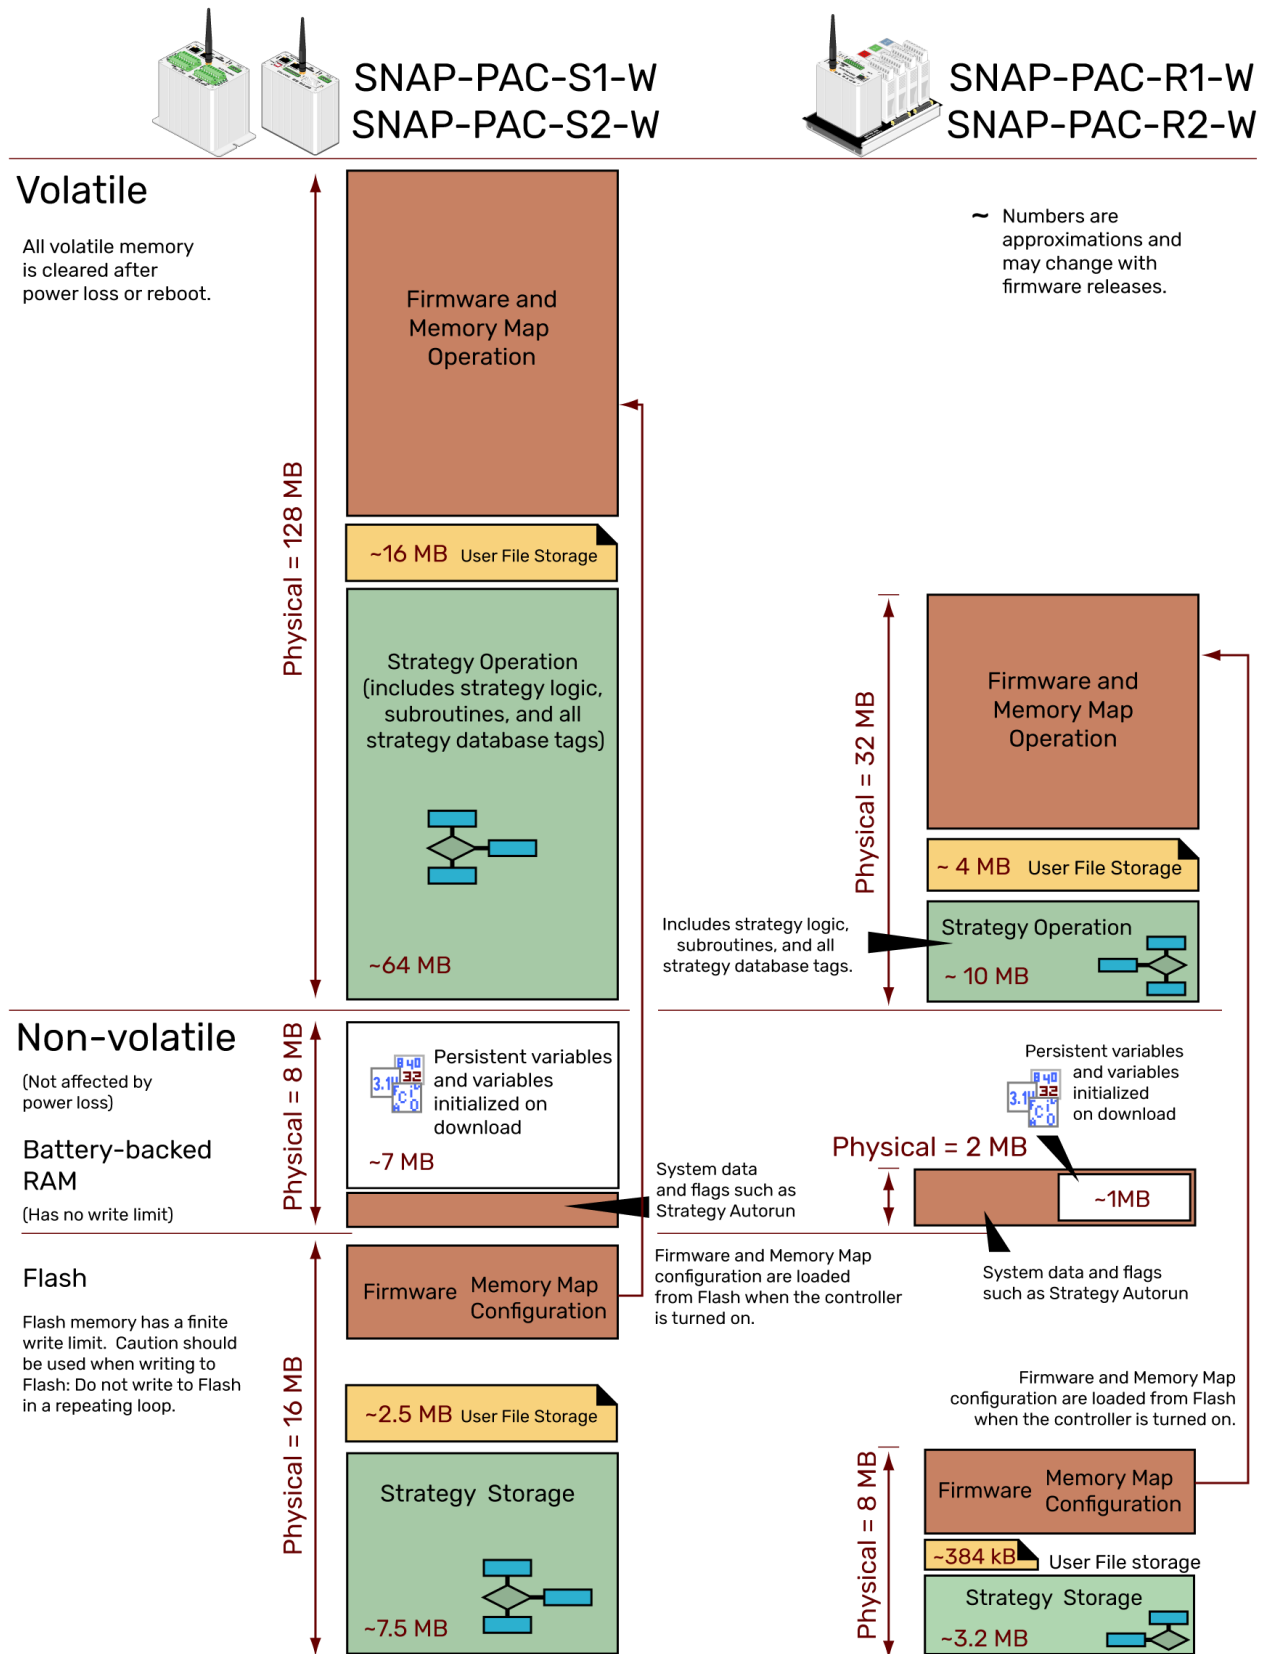 SNAP-PAC-S1-W
SNAP-PAC-S2-W
SNAP-PAC-R1-W
SNAP-PAC-R2-W
Volatile
All volatile memory
is cleared after
power loss or reboot.
~ Numbers are
approximations and
may change with
firmware releases.
Physical = 128 MB
Firmware and
Memory Map
Operation
~16 MB User File Storage
Strategy Operation
(includes strategy logic,
subroutines, and all
strategy database tags)
~64 MB
Physical = 32 MB
Firmware and
Memory Map
Operation
~ 4 MB User File Storage
Includes strategy logic,
subroutines, and all
strategy database tags.
Strategy Operation
~ 10 MB
Non-volatile
(Not affected by
power loss)
Battery-backed
RAM
(Has no write limit)
Physical = 8 MB
Persistent variables
and variables
initialized on
download
~7 MB
System data
and flags such as
Strategy Autorun
Persistent variables
and variables
initialized
on download
Physical = 2 MB
~1MB
System data and flags
such as Strategy Autorun
Flash
Flash memory has a finite
write limit. Caution should
be used when writing to
Flash: Do not write to Flash
in a repeating loop.
Physical = 16 MB
Firmware Memory Map
Configuration
Firmware and Memory Map
configuration are loaded
from Flash when the controller
is turned on.
~2.5 MB User File Storage
Strategy Storage
~7.5 MB
Firmware and Memory Map
configuration are loaded from Flash
when the controller is turned on.
Physical = 8 MB
Firmware Memory Map
Configuration
~384 kB User File storage
Strategy Storage
~3.2 MB